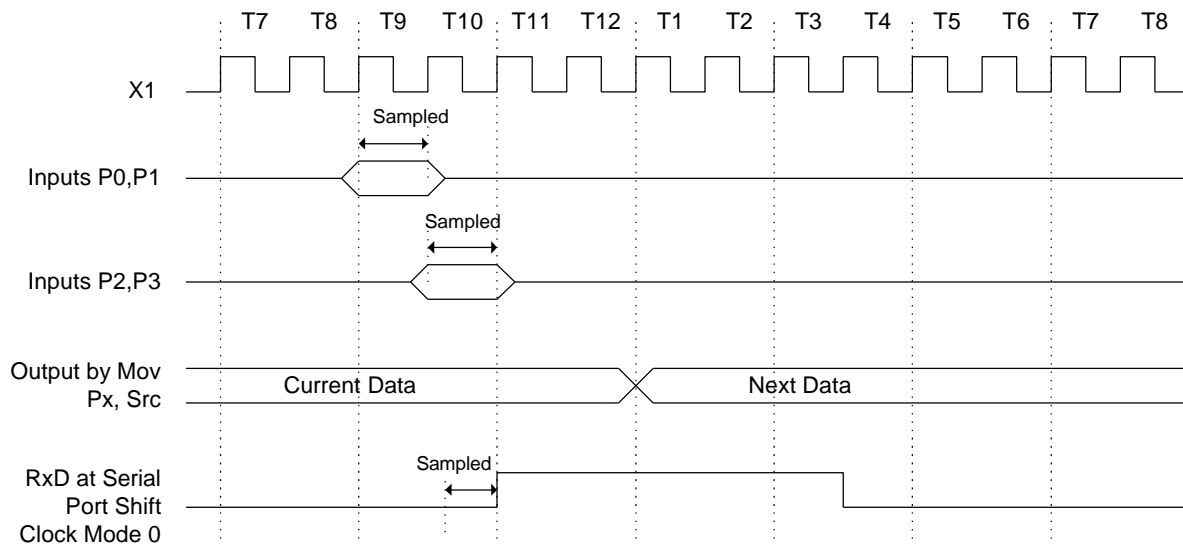 T7 T8 T9 T10 T11 T12 T1 T2 T3 T4 T5 T6 T7 T8
X1
Sampled
Inputs P0,P1
Sampled
Inputs P2,P3
Output by Mov
Px, Src
Current Data
Next Data
Sampled
RxD at Serial
Port Shift
Clock Mode 0